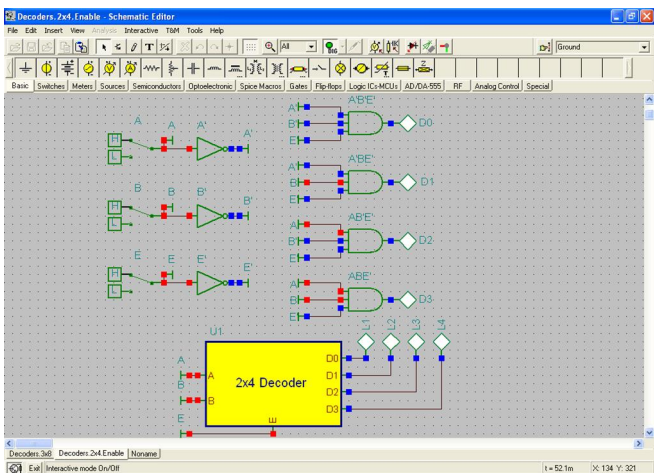 Decoders.2x4.Enable - Schematic Editor
File Edit Insert View Analysis Interactive T&M Tools Help
All
Ground
Basic Switches Meters Sources Semiconductors Optoelectronic Spice Macros Gates Flip-flops Logic ICs-MCUs AD/DA-555 RF Analog Control Special
A A A'
H
L
A'
B B B'
H
L
B'
E E E'
H
L
E'
A'B'E'
A'
B'
E'
D0
A'BE'
A'
B
E'
D1
AB'E'
A
B'
E'
D2
ABE'
A
B
E'
D3
U1
L1 L2 L3 L4
A
A
B
B
E
E
2x4 Decoder
D0
D1
D2
D3
Decoders.3x8 Decoders.2x4.Enable Noname
Exit Interactive mode On/Off t = 52.1m X: 134 Y: 321